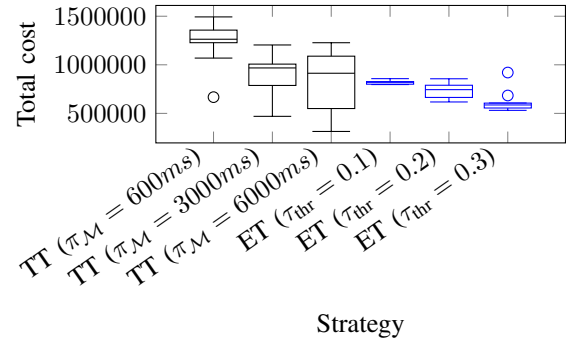 Total cost
1500000
1000000
500000
TT (π_ℳ = 600ms)
TT (π_ℳ = 3000ms)
TT (π_ℳ = 6000ms)
ET (τ_thr = 0.1)
ET (τ_thr = 0.2)
ET (τ_thr = 0.3)
Strategy